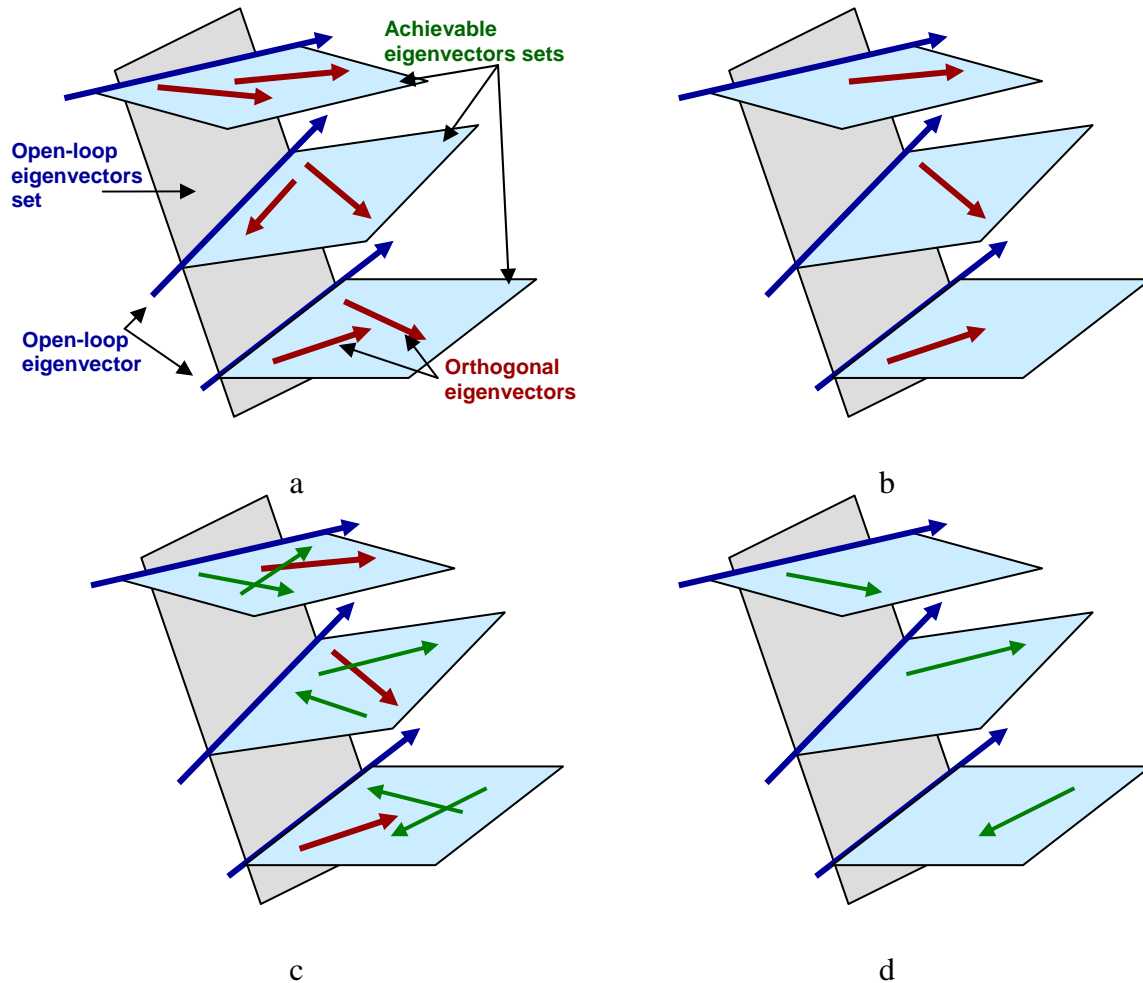 Achievable
eigenvectors sets
Open-loop
eigenvectors
set
Open-loop
eigenvector
Orthogonal
eigenvectors
a
b
c
d